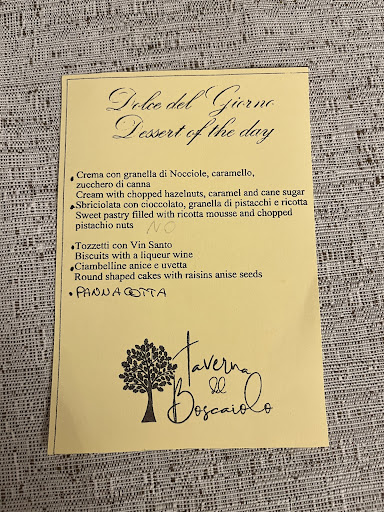 Dolce del Giorno
Dessert of the day
• Crema con granella di Nocciole, caramello,
zucchero di canna
Cream with chopped hazelnuts, caramel and cane sugar
• Sbriciolata con cioccolato, granella di pistacchi e ricotta
Sweet pastry filled with ricotta mousse and chopped
pistachio nuts NO
• Tozzetti con Vin Santo
Biscuits with a liqueur wine
• Ciambelline anice e uvetta
Round shaped cakes with raisins anise seeds
• PANNACOTTA
Taverna
del
Boscaiolo